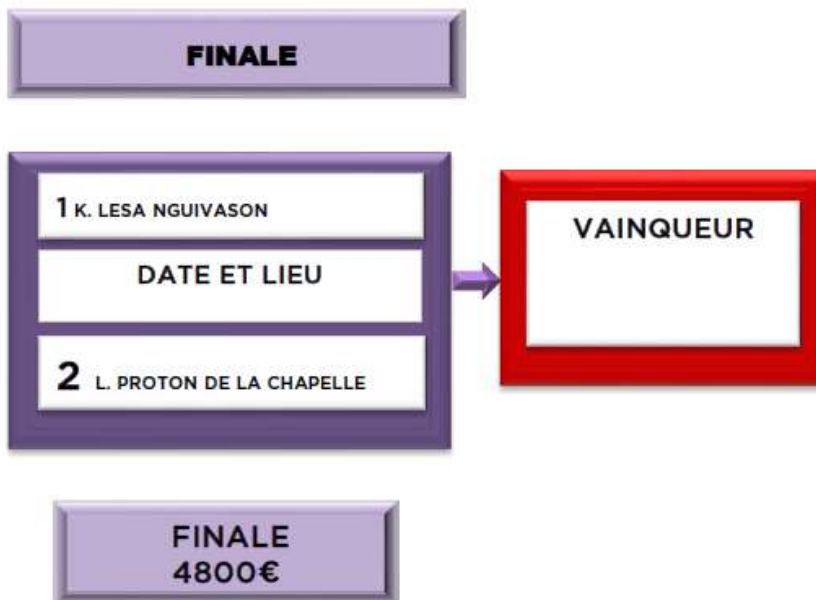 FINALE
1 K. LESA NGUIVASON
DATE ET LIEU
2 L. PROTON DE LA CHAPELLE
VAINQUEUR
FINALE
4800€